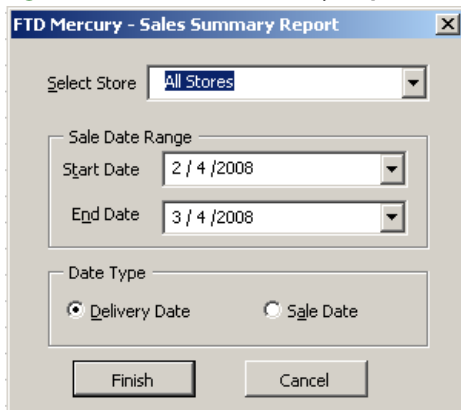 FTD Mercury - Sales Summary Report
Select Store All Stores
Sale Date Range
Start Date 2 / 4 /2008
End Date 3 / 4 /2008
Date Type
Delivery Date Sale Date
Finish Cancel